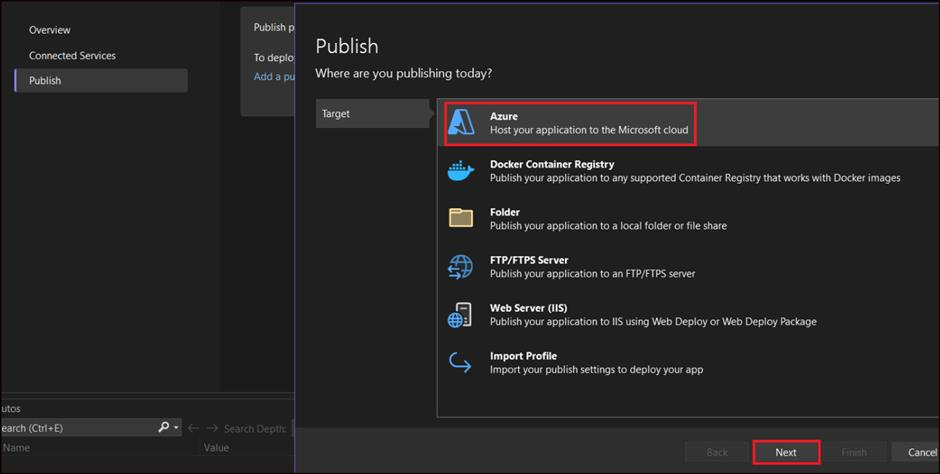 Overview
Connected Services
Publish
Publish p
To deplo
Add a pu
Publish
Where are you publishing today?
Target
Azure
Host your application to the Microsoft cloud
Docker Container Registry
Publish your application to any supported Container Registry that works with Docker images
Folder
Publish your application to a local folder or file share
FTP/FTPS Server
Publish your application to an FTP/FTPS server
Web Server (IIS)
Publish your application to IIS using Web Deploy or Web Deploy Package
Import Profile
Import your publish settings to deploy your app
utos
earch (Ctrl+E)
Search Depth:
Name
Value
Back
Next
Finish
Cancel